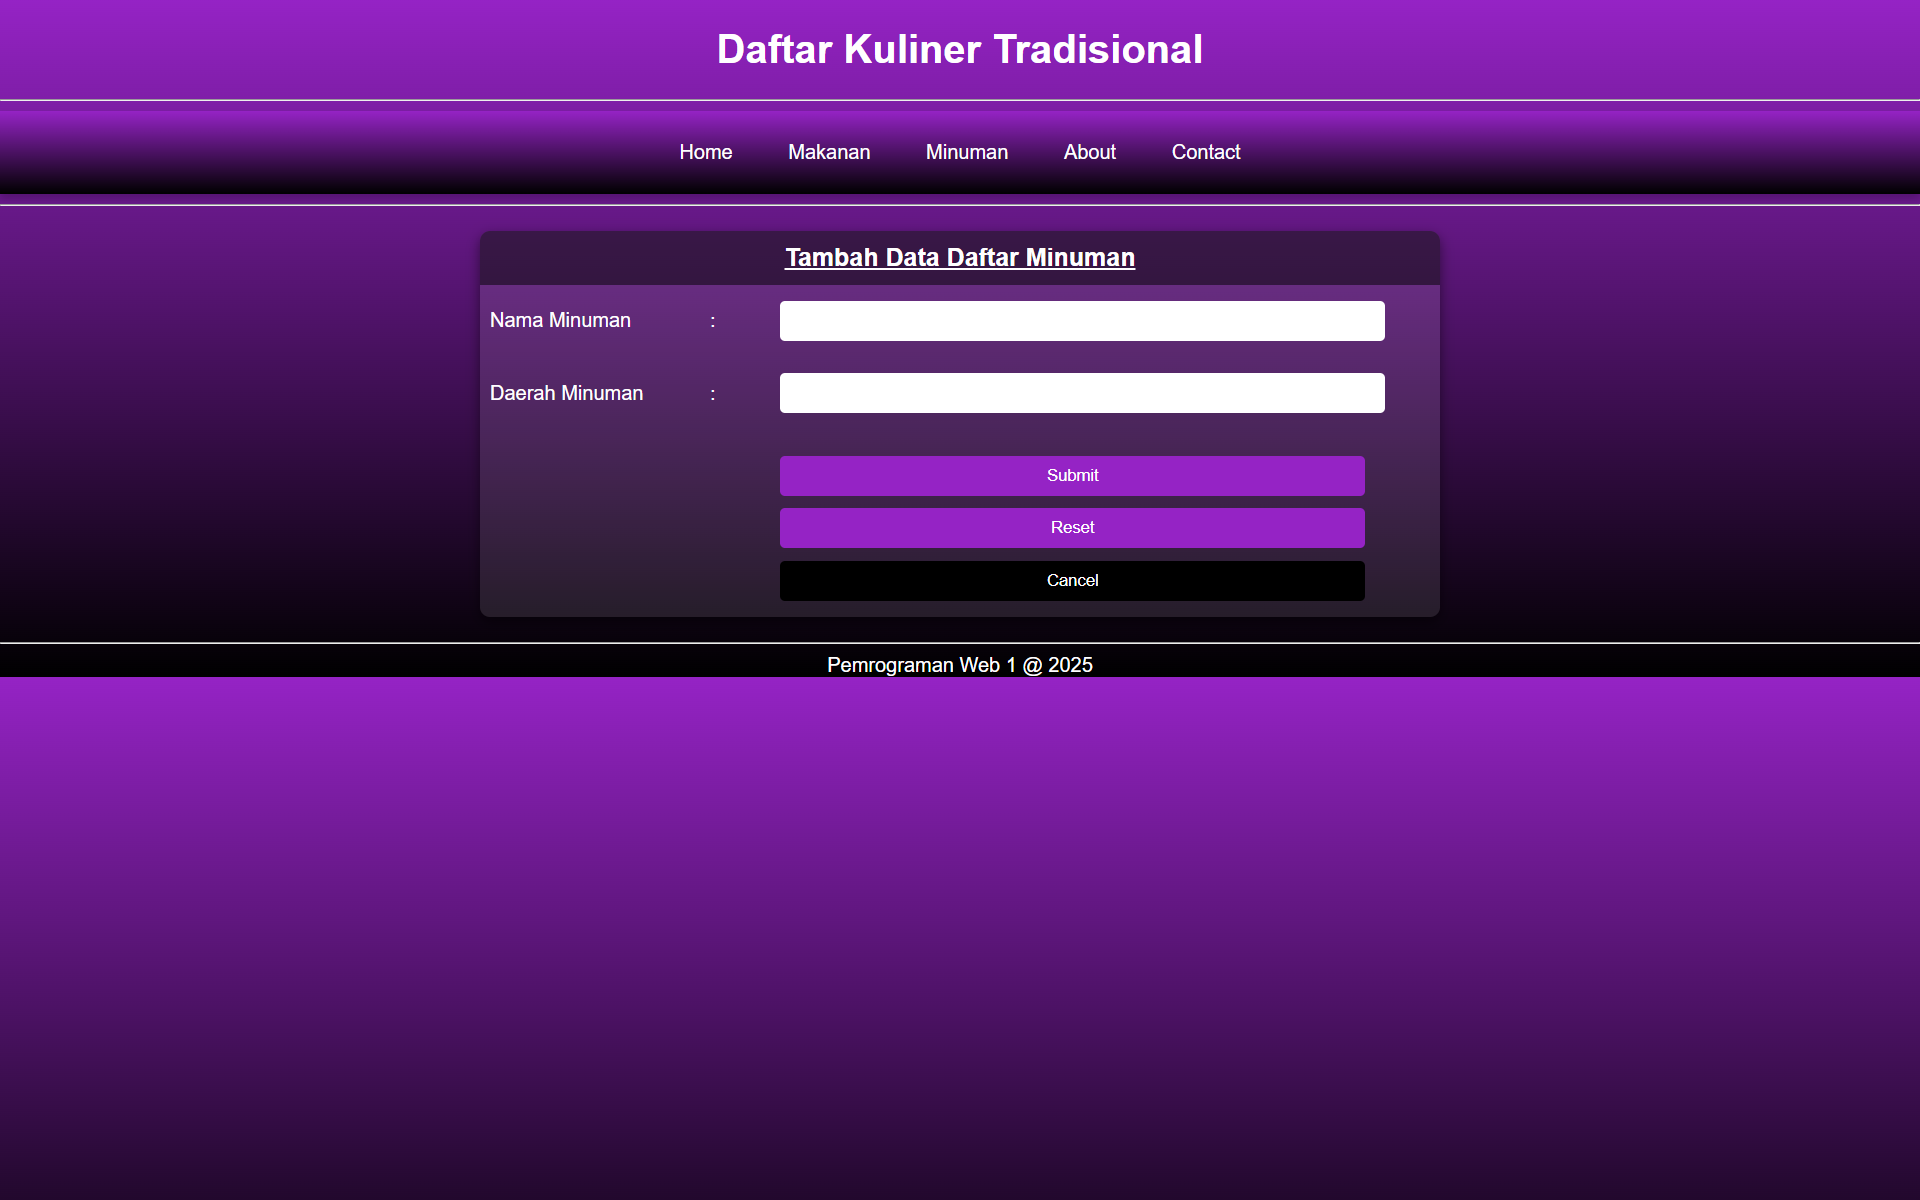 Daftar Kuliner Tradisional
Home Makanan Minuman About Contact
Tambah Data Daftar Minuman
Nama Minuman :
Daerah Minuman :
Submit
Reset
Cancel
Pemrograman Web 1 @ 2025